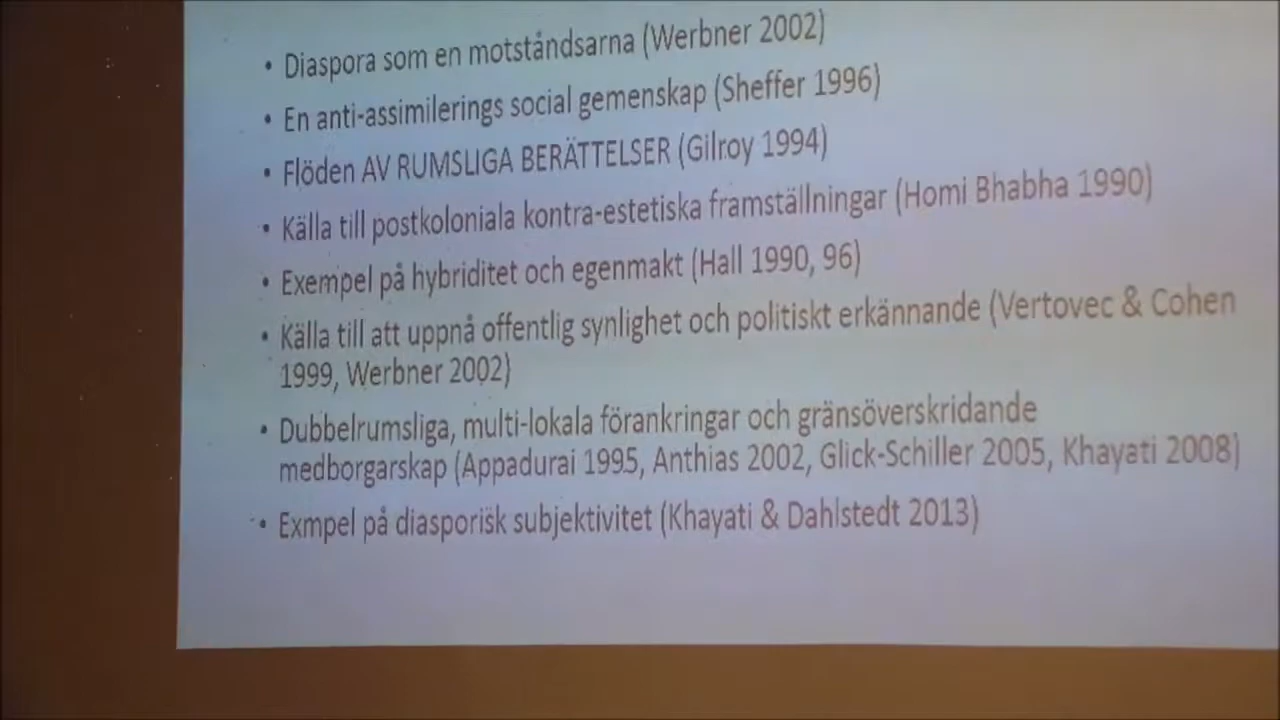 • Diaspora som en motståndsarna (Werbner 2002)
• En anti-assimilerings social gemenskap (Sheffer 1996)
• Flöden AV RUMSLIGA BERÄTTELSER (Gilroy 1994)
• Källa till postkoloniala kontra-estetiska framställningar (Homi Bhabha 1990)
• Exempel på hybriditet och egenmakt (Hall 1990, 96)
• Källa till att uppnå offentlig synlighet och politiskt erkännande (Vertovec & Cohen
1999, Werbner 2002)
• Dubbelrumsliga, multi-lokala förankringar och gränsöverskridande
medborgarskap (Appadurai 1995, Anthias 2002, Glick-Schiller 2005, Khayati 2008)
• Exmpel på diasporisk subjektivitet (Khayati & Dahlstedt 2013)